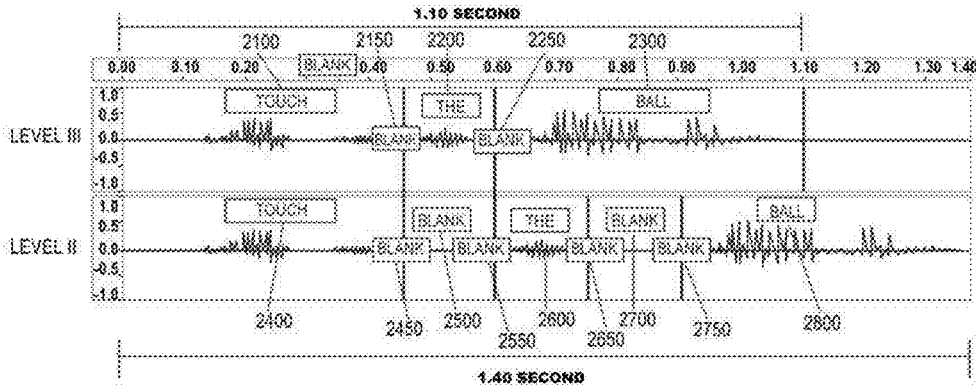 1.10 SECOND
2100 2150 2200 2250 2300
BLANK
0.00 0.10 0.20 0.40 0.50 0.60 0.70 0.80 0.90 1.00 1.10 1.20 1.30 1.40
1.0
0.5
0.0
-0.5
-1.0
LEVEL III
TOUCH THE BALL
BLANK BLANK
1.0
0.5
0.0
-0.5
-1.0
LEVEL II
TOUCH BLANK THE BLANK BALL
BLANK BLANK BLANK BLANK
2400 2450 2500 2550 2600 2650 2700 2750 2800
1.40 SECOND